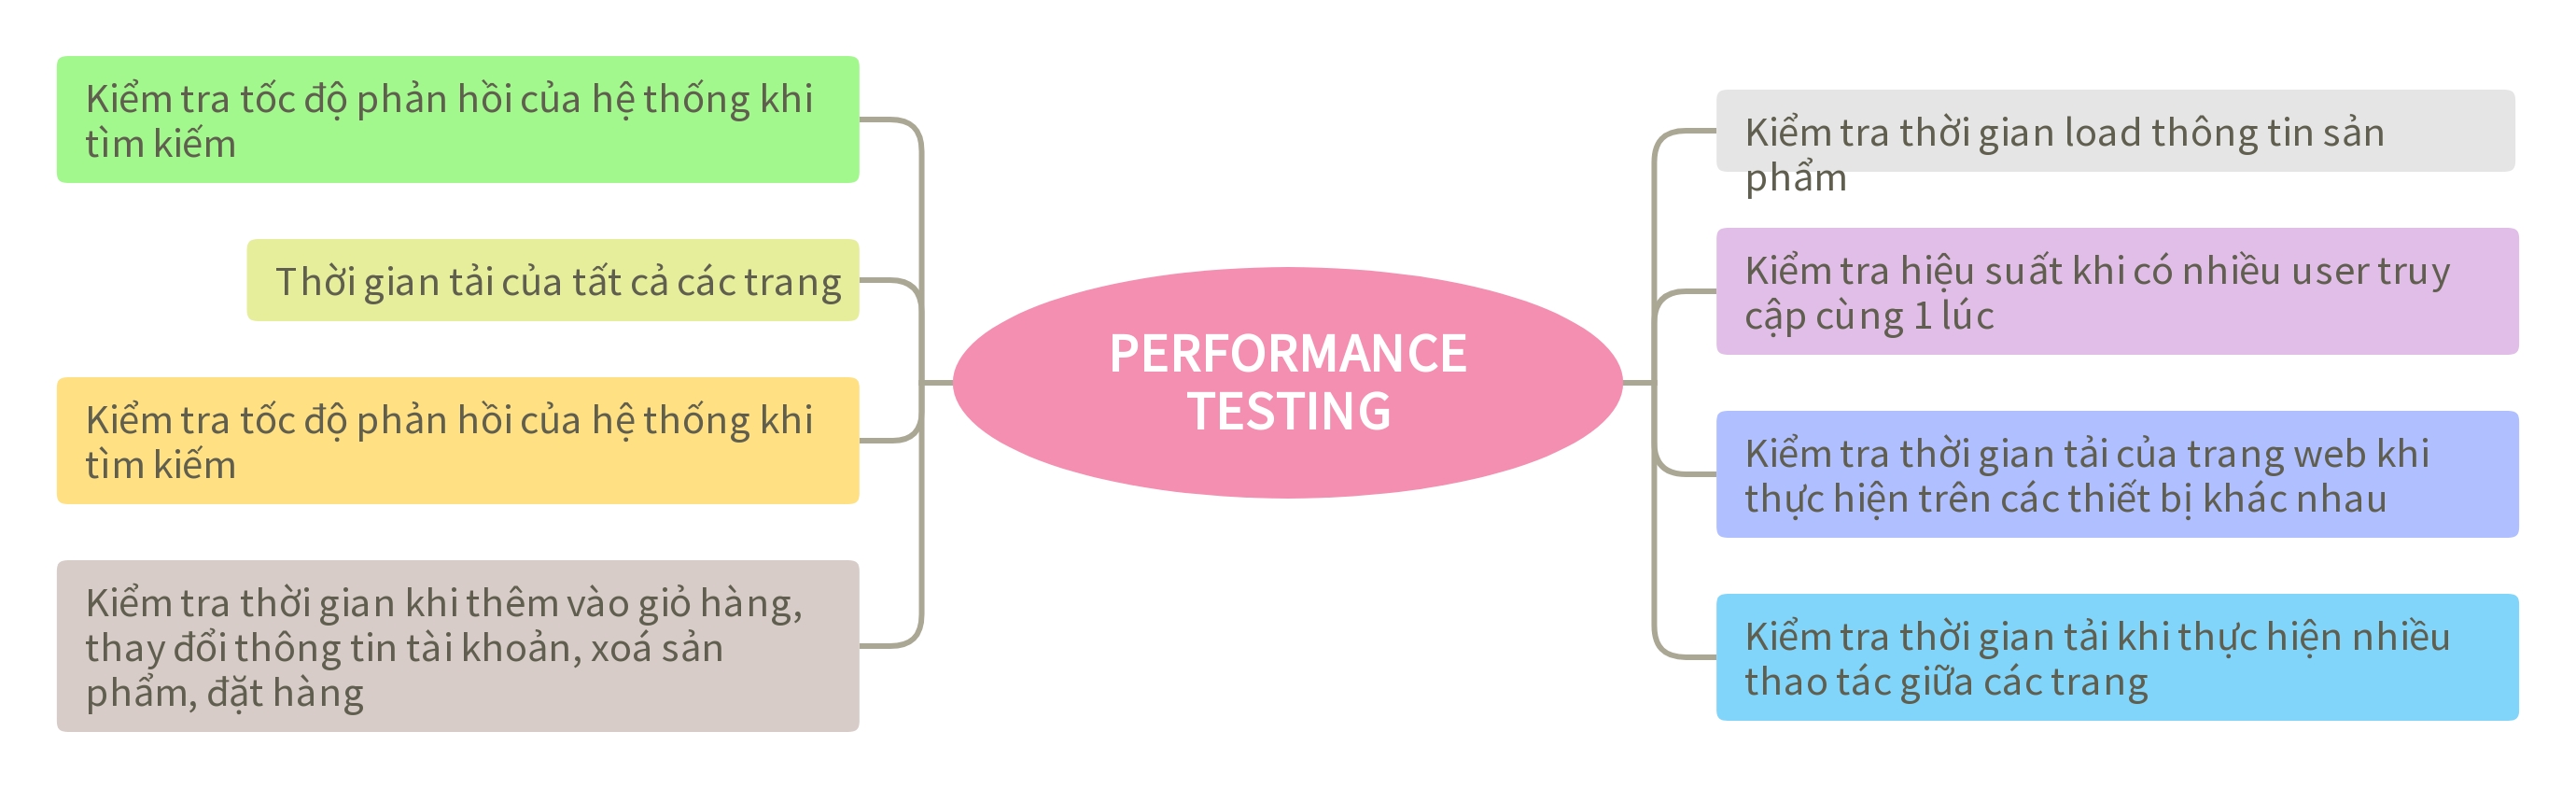 Kiểm tra tốc độ phản hồi của hệ thống khi
tìm kiếm
Thời gian tải của tất cả các trang
Kiểm tra tốc độ phản hồi của hệ thống khi
tìm kiếm
Kiểm tra thời gian khi thêm vào giỏ hàng,
thay đổi thông tin tài khoản, xoá sản
phẩm, đặt hàng
PERFORMANCE
TESTING
Kiểm tra thời gian load thông tin sản
phẩm
Kiểm tra hiệu suất khi có nhiều user truy
cập cùng 1 lúc
Kiểm tra thời gian tải của trang web khi
thực hiện trên các thiết bị khác nhau
Kiểm tra thời gian tải khi thực hiện nhiều
thao tác giữa các trang